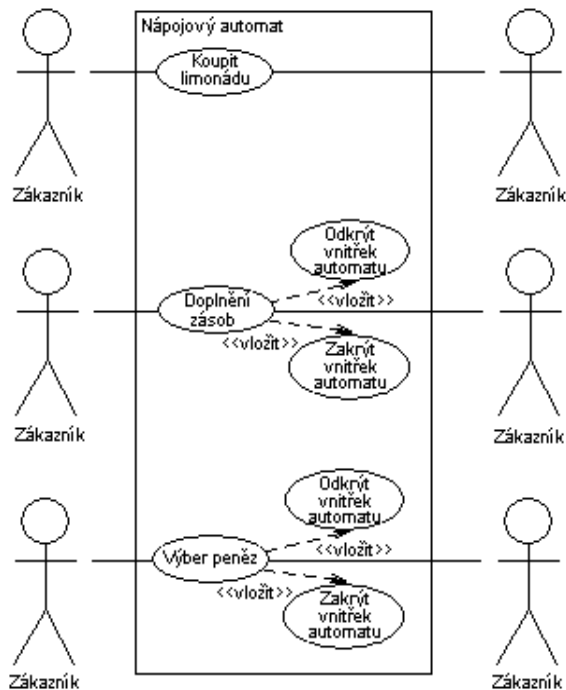 Nápojový automat
Koupit
limonádu
Zákazník
Zákazník
Odkrýt
vnitřek
automatu
<<vložit>>
Doplnění
zásob
<<vložit>>
Zakrýt
vnitřek
automatu
Zákazník
Zákazník
Odkrýt
vnitřek
automatu
<<vložit>>
Výber peněz
<<vložit>>
Zakrýt
vnitřek
automatu
Zákazník
Zákazník